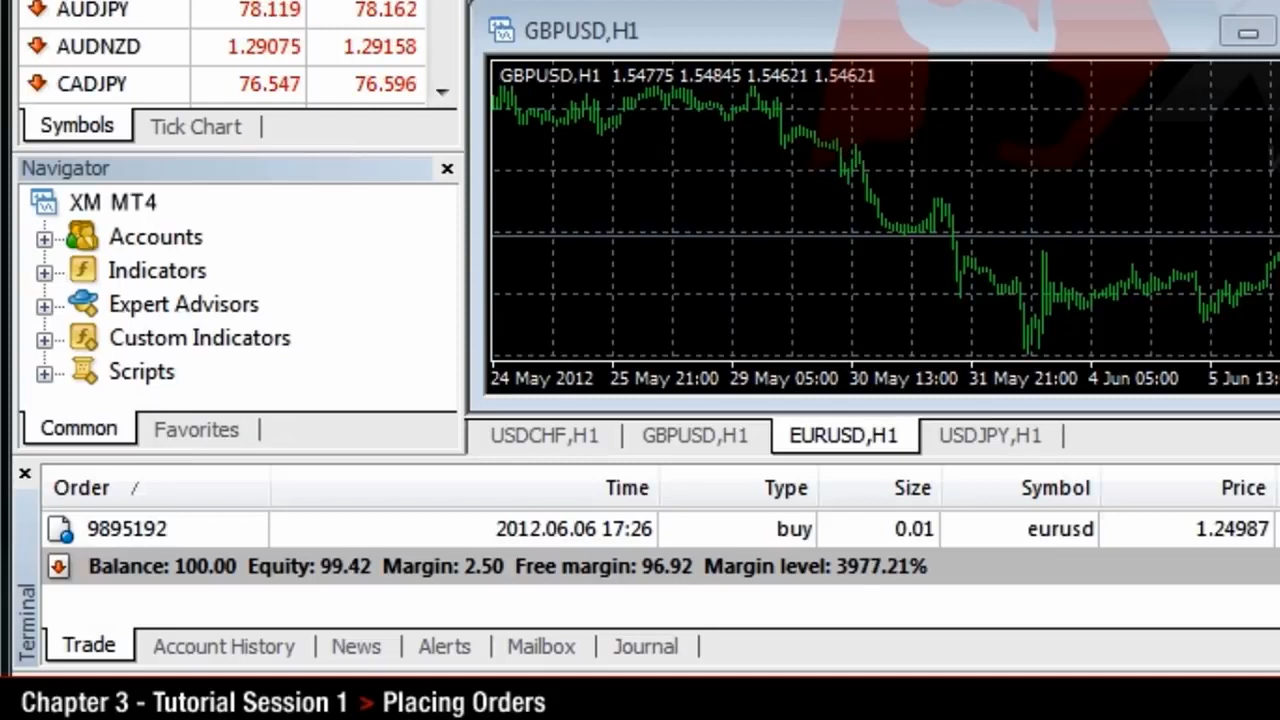 AUDJPY 78.119 78.162
AUDNZD 1.29075 1.29158
CADJPY 76.547 76.596
Symbols Tick Chart
Navigator
XM MT4
Accounts
Indicators
Expert Advisors
Custom Indicators
Scripts
Common Favorites
GBPUSD,H1
GBPUSD,H1 1.54775 1.54845 1.54621 1.54621
24 May 2012 25 May 21:00 29 May 05:00 30 May 13:00 31 May 21:00 4 Jun 05:00 5 Jun 13:
USDCHF,H1 GBPUSD,H1 EURUSD,H1 USDJPY,H1
Order / Time Type Size Symbol Price
9895192 2012.06.06 17:26 buy 0.01 eurusd 1.24987
Balance: 100.00 Equity: 99.42 Margin: 2.50 Free margin: 96.92 Margin level: 3977.21%
Terminal
Trade Account History News Alerts Mailbox Journal
Chapter 3 - Tutorial Session 1 > Placing Orders